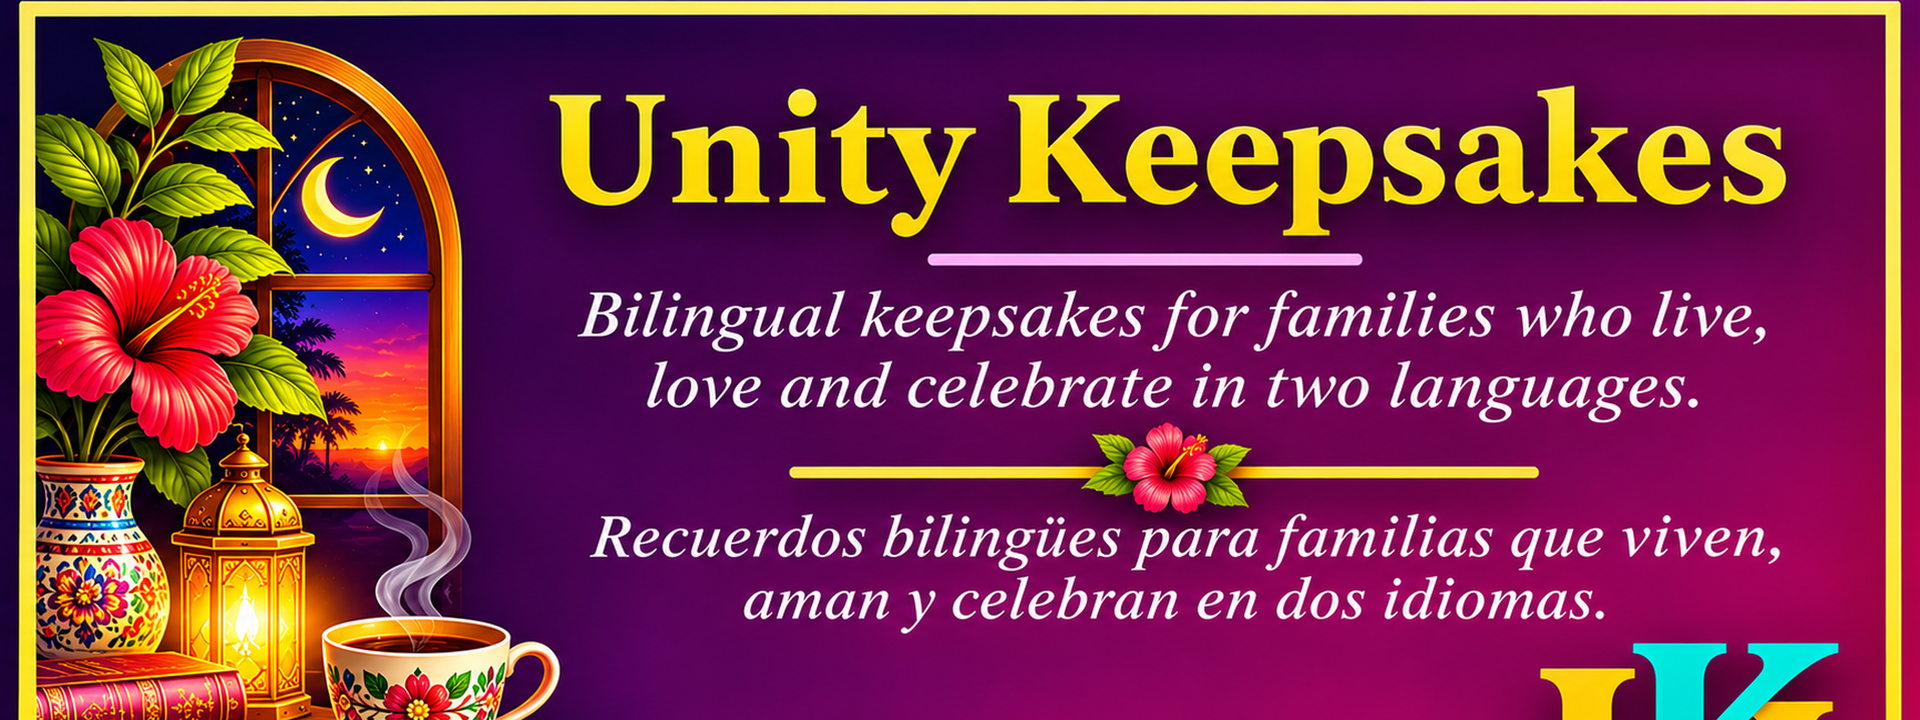 Unity Keepsakes
Bilingual keepsakes for families who live,
love and celebrate in two languages.
Recuerdos bilingües para familias que viven,
aman y celebran en dos idiomas.